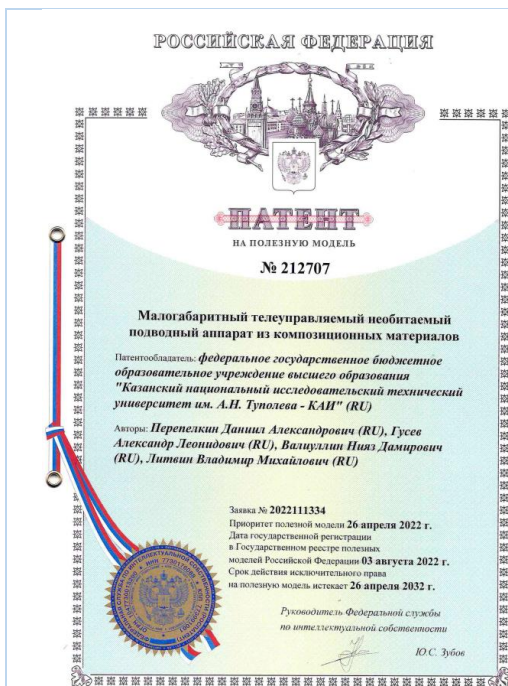 РОССИЙСКАЯ ФЕДЕРАЦИЯ
ПАТЕНТ
НА ПОЛЕЗНУЮ МОДЕЛЬ
№ 212707
Малогабаритный телеуправляемый необитаемый
подводный аппарат из композиционных материалов
Патентообладатель: федеральное государственное бюджетное
образовательное учреждение высшего образования
"Казанский национальный исследовательский технический
университет им. А.Н. Туполева - КАИ" (RU)
Авторы: Перепелкин Даниил Александрович (RU), Гусев
Александр Леонидович (RU), Валиуллин Нияз Дамирович
(RU), Литвин Владимир Михайлович (RU)
Заявка № 2022111334
Приоритет полезной модели 26 апреля 2022 г.
Дата государственной регистрации
в Государственном реестре полезных
моделей Российской Федерации 03 августа 2022 г.
Срок действия исключительного права
на полезную модель истекает 26 апреля 2032 г.
Руководитель Федеральной службы
по интеллектуальной собственности
Ю.С. Зубов